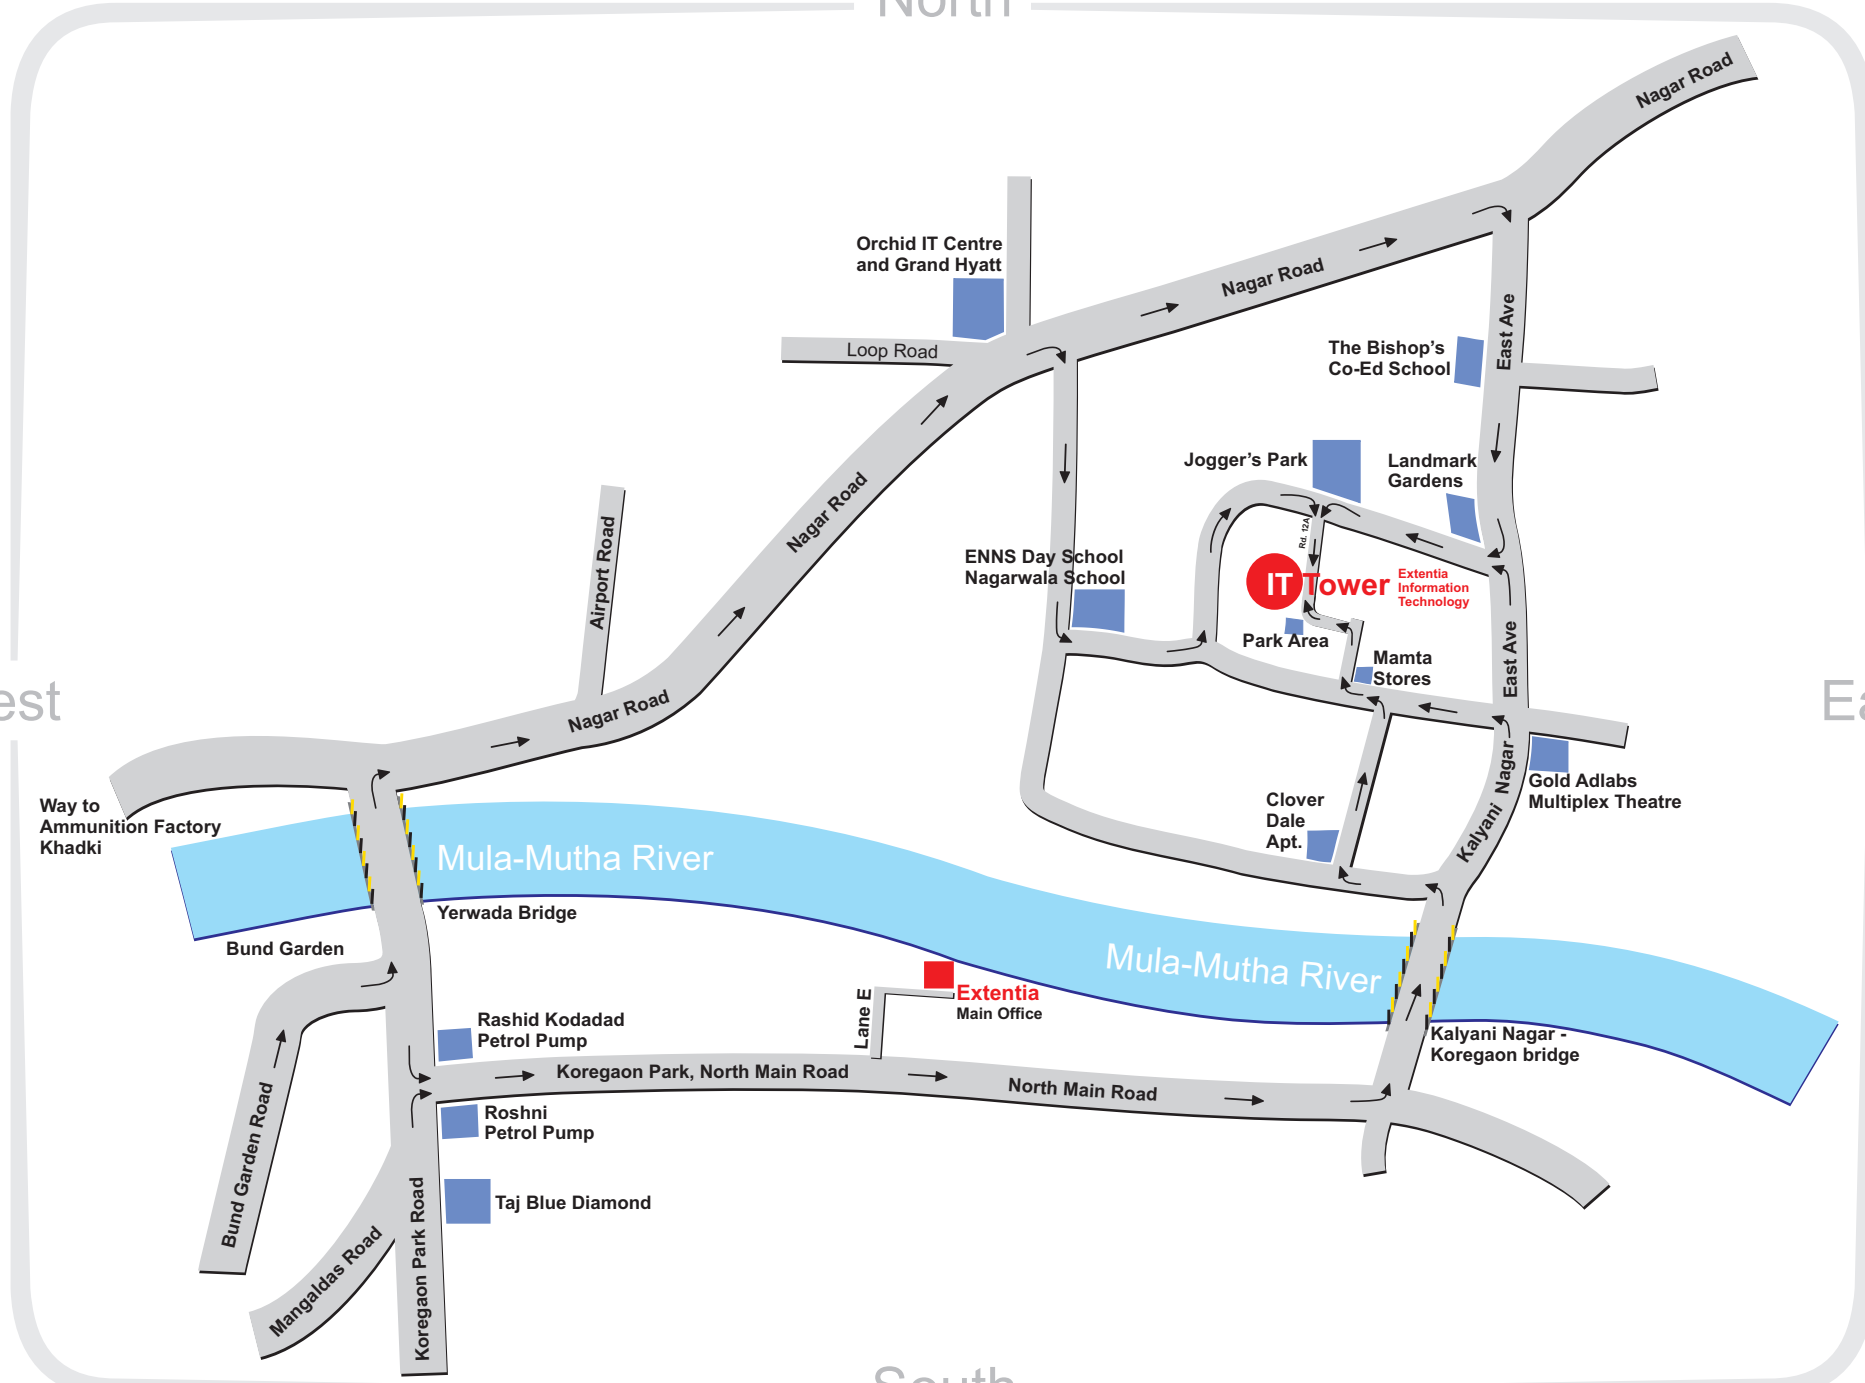 North
Nagar Road
Orchid IT Centre
and Grand Hyatt
Nagar Road
Loop Road
East Ave
The Bishop's
Co-Ed School
Jogger's Park
Landmark
Gardens
Nagar Road
Airport Road
Rd. 12A
ENNS Day School
Nagarwala School
IT Tower
Extentia
Information
Technology
Park Area
Mamta
Stores
East Ave
est
Ea
Nagar Road
Kalyani Nagar
Gold Adlabs
Multiplex Theatre
Way to
Ammunition Factory
Khadki
Clover
Dale
Apt.
Mula-Mutha River
Yerwada Bridge
Bund Garden
Mula-Mutha River
Extentia
Main Office
Lane E
Rashid Kodadad
Petrol Pump
Kalyani Nagar -
Koregaon bridge
Koregaon Park, North Main Road
North Main Road
Roshni
Petrol Pump
Bund Garden Road
Taj Blue Diamond
Koregaon Park Road
Mangaldas Road
South